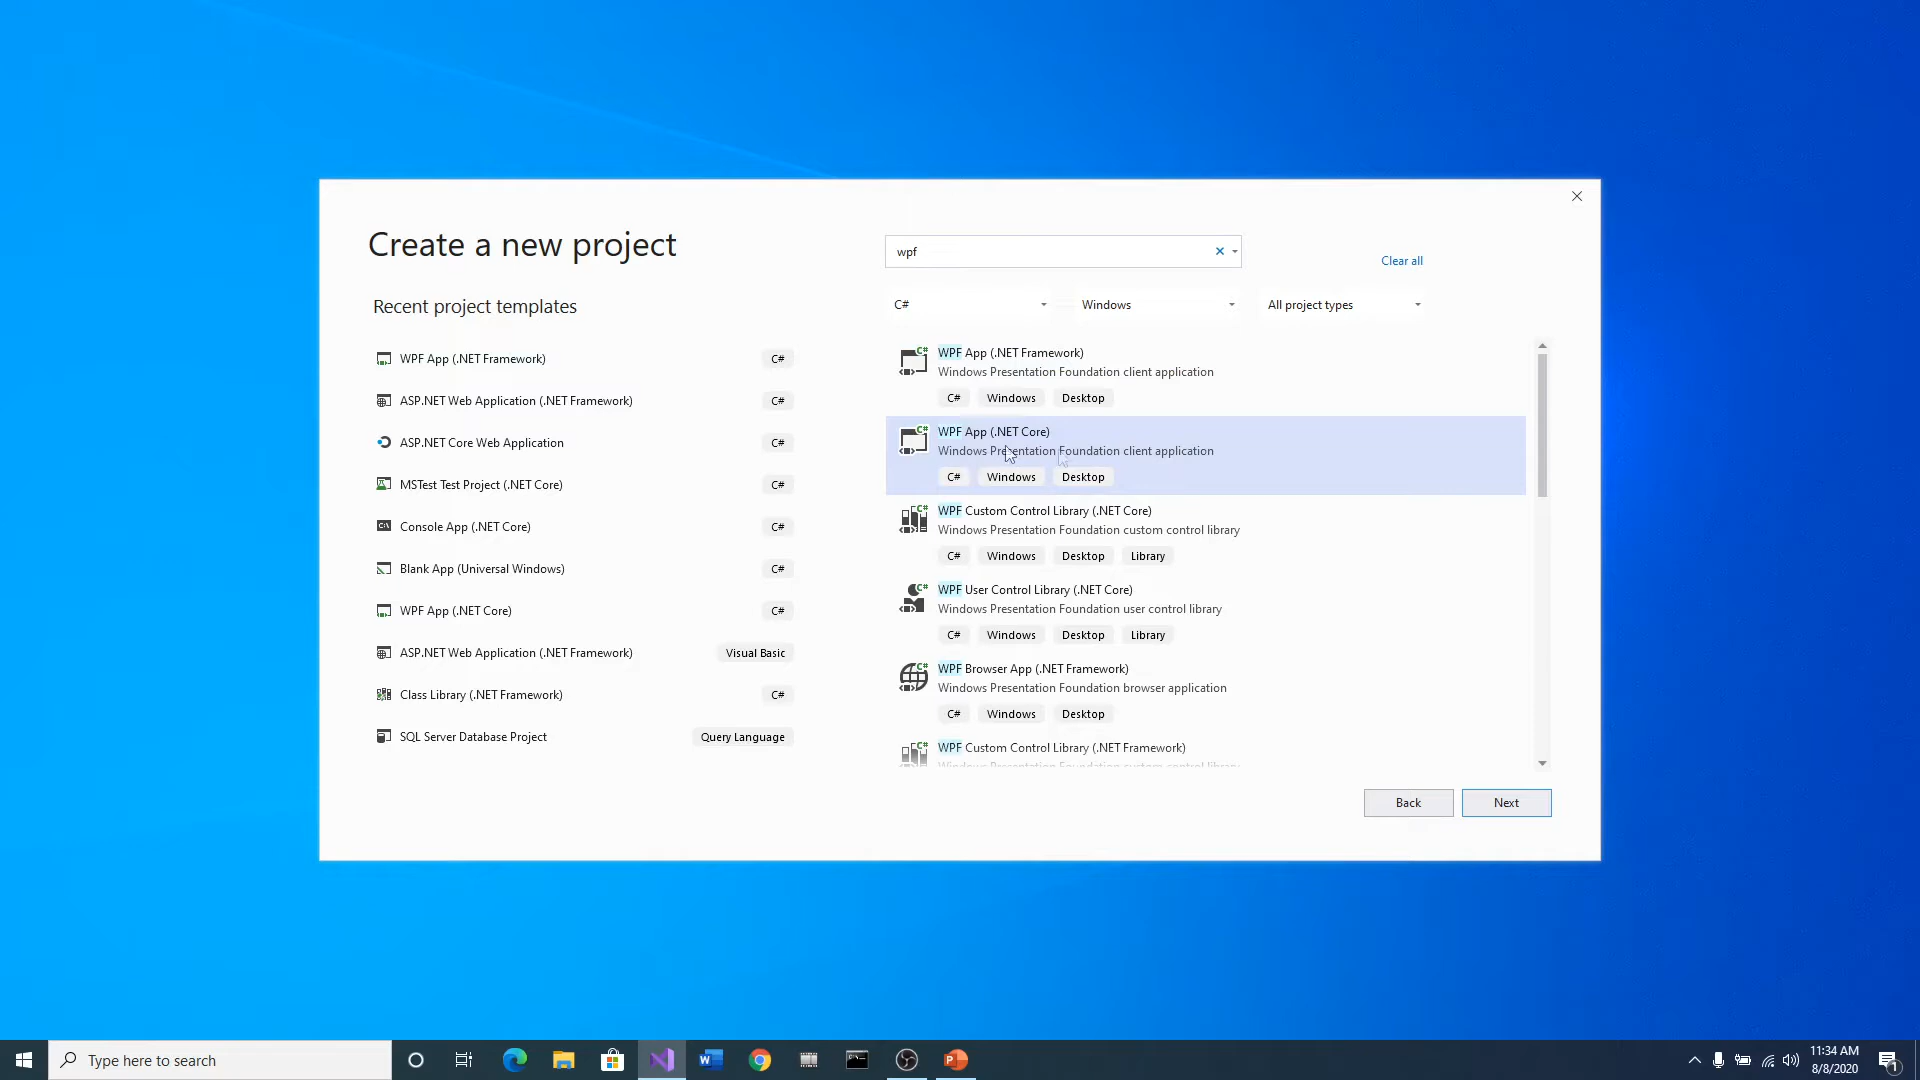 Create a new project
wpf
Clear all
C#
Windows
All project types
Recent project templates
WPF App (.NET Framework) C#
ASP.NET Web Application (.NET Framework) C#
ASP.NET Core Web Application C#
MSTest Test Project (.NET Core) C#
Console App (.NET Core) C#
Blank App (Universal Windows) C#
WPF App (.NET Core) C#
ASP.NET Web Application (.NET Framework) Visual Basic
Class Library (.NET Framework) C#
SQL Server Database Project Query Language
WPF App (.NET Framework)
Windows Presentation Foundation client application
C# Windows Desktop
WPF App (.NET Core)
Windows Presentation Foundation client application
C# Windows Desktop
WPF Custom Control Library (.NET Core)
Windows Presentation Foundation custom control library
C# Windows Desktop Library
WPF User Control Library (.NET Core)
Windows Presentation Foundation user control library
C# Windows Desktop Library
WPF Browser App (.NET Framework)
Windows Presentation Foundation browser application
C# Windows Desktop
WPF Custom Control Library (.NET Framework)
Windows Presentation Foundation custom control library
Back Next
Type here to search
11:34 AM
8/8/2020
1